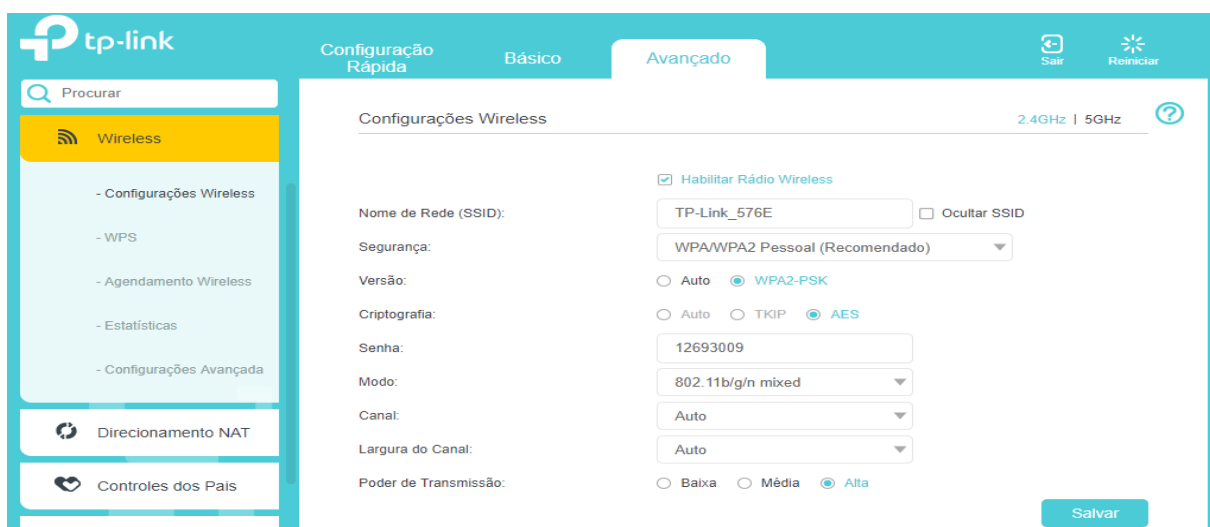 tp-link
Configuração Rápida
Básico
Avançado
Sair
Reiniciar
Procurar
Wireless
- Configurações Wireless
- WPS
- Agendamento Wireless
- Estatísticas
- Configurações Avançada
Direcionamento NAT
Controles dos Pais
Configurações Wireless
2.4GHz | 5GHz
Habilitar Rádio Wireless
Nome de Rede (SSID): TP-Link_576E Ocultar SSID
Segurança: WPA/WPA2 Pessoal (Recomendado)
Versão: Auto WPA2-PSK
Criptografia: Auto TKIP AES
Senha: 12693009
Modo: 802.11b/g/n mixed
Canal: Auto
Largura do Canal: Auto
Poder de Transmissão: Baixa Média Alta
Salvar